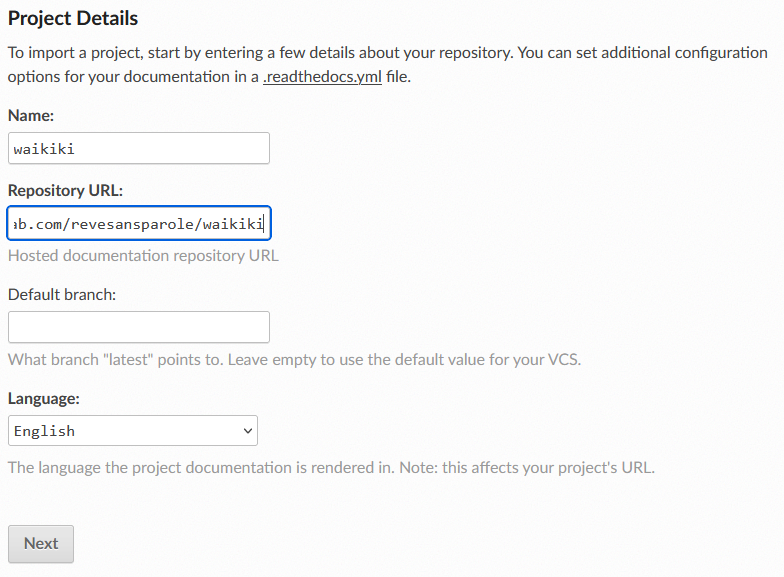 Project Details
To import a project, start by entering a few details about your repository. You can set additional configuration
options for your documentation in a .readthedocs.yml file.
Name:
waikiki
Repository URL:
ab.com/revesansparole/waikiki
Hosted documentation repository URL
Default branch:
What branch "latest" points to. Leave empty to use the default value for your VCS.
Language:
English
The language the project documentation is rendered in. Note: this affects your project's URL.
Next